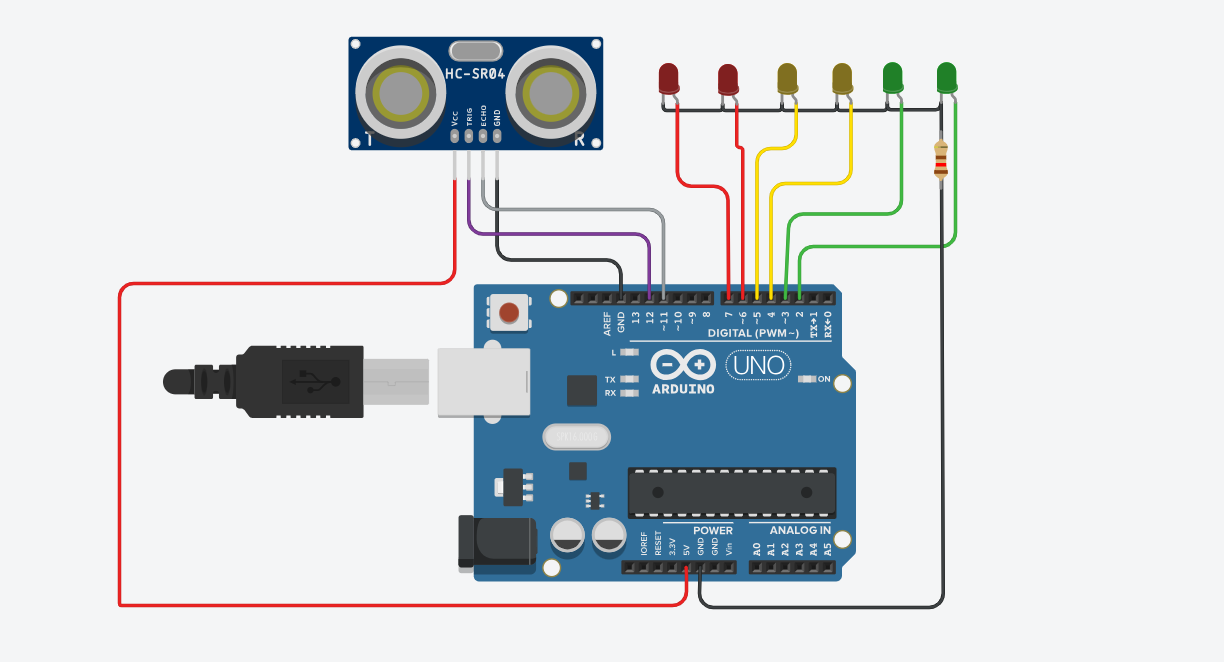 HC-SR04
Vcc
TRIG
ECHO
GND
T
R
AREF
GND
13
12
~11
~10
~9
8
7
~6
~5
4
~3
2
TX→1
RX←0
DIGITAL (PWM~)
L
TX
RX
ARDUINO
UNO
ON
POWER
ANALOG IN
IOREF
RESET
3.3V
5V
GND
GND
Vin
A0
A1
A2
A3
A4
A5